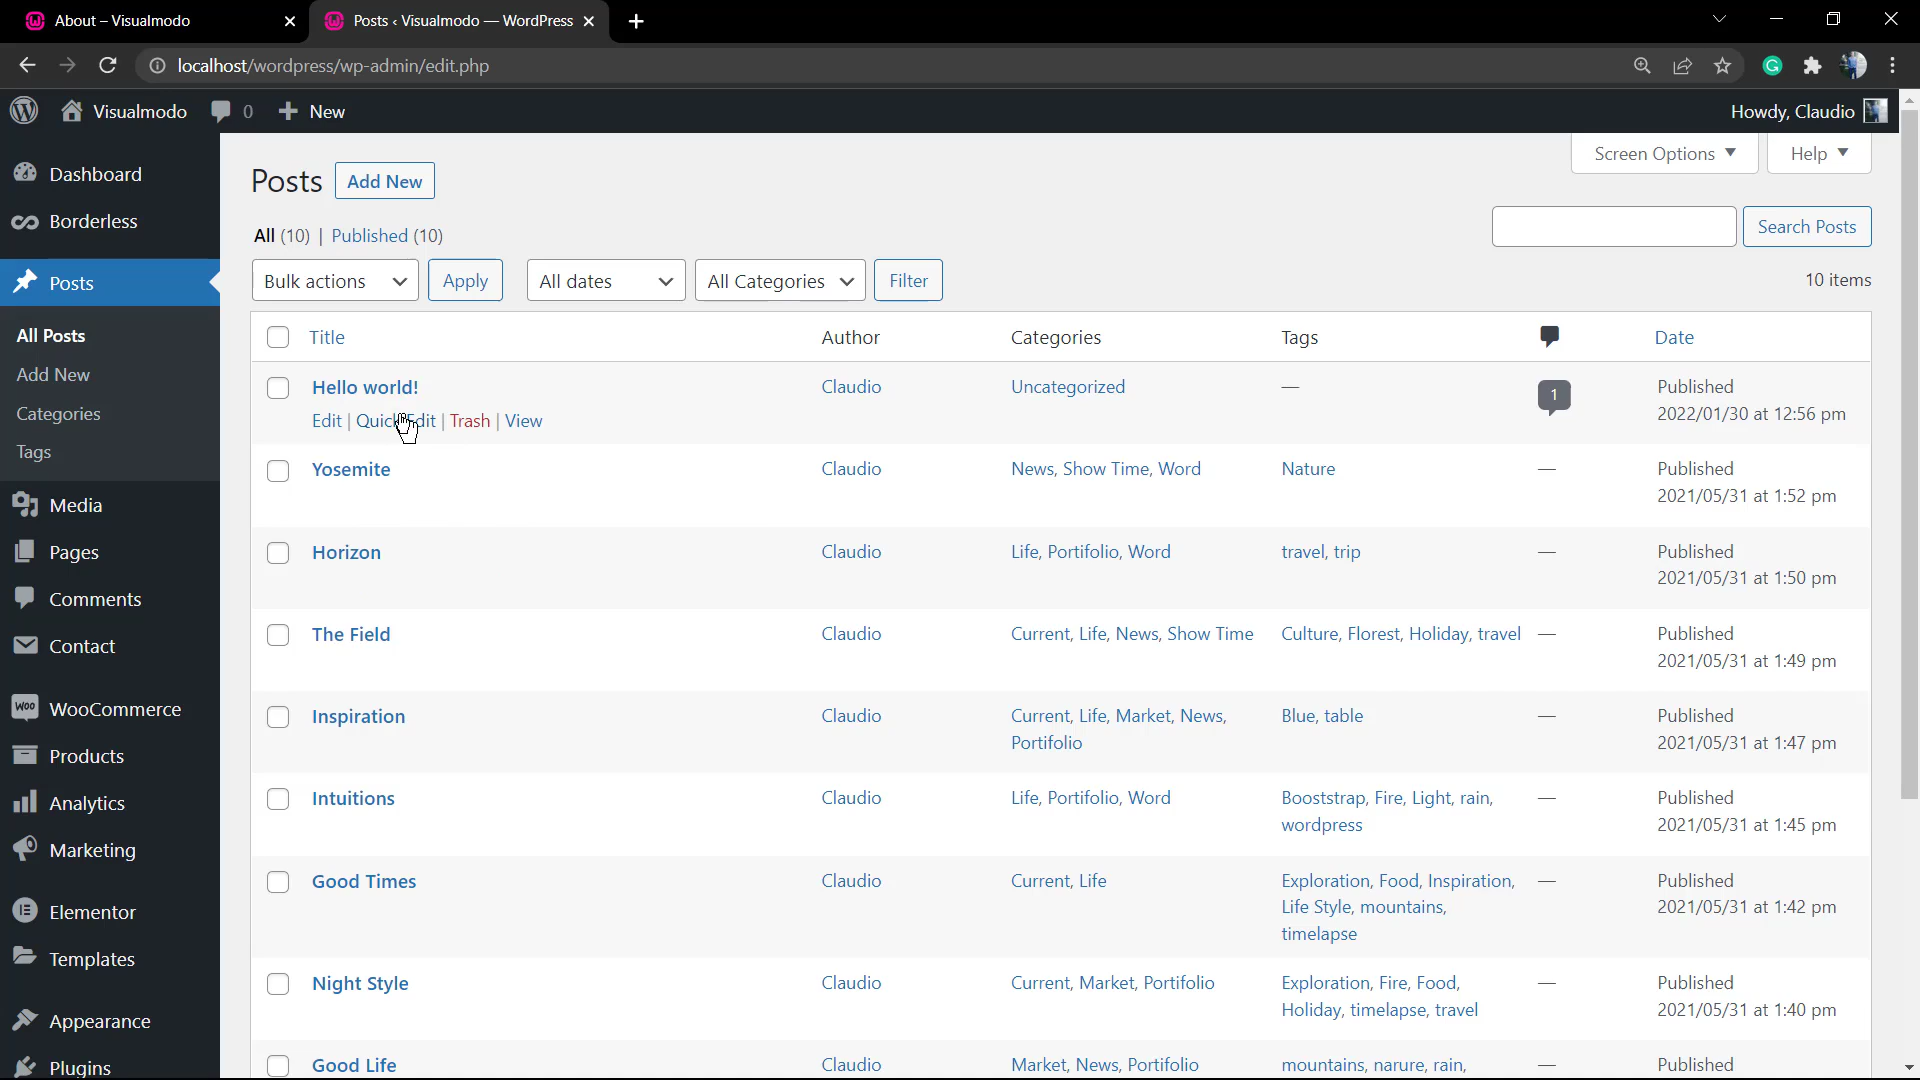 About – Visualmodo
Posts ‹ Visualmodo — WordPress
localhost/wordpress/wp-admin/edit.php
Visualmodo 0 + New
Howdy, Claudio
Dashboard
Borderless
Posts
All Posts
Add New
Categories
Tags
Media
Pages
Comments
Contact
WooCommerce
Products
Analytics
Marketing
Elementor
Templates
Appearance
Plugins
Screen Options Help
Posts Add New
All (10) | Published (10)
Search Posts
Bulk actions Apply All dates All Categories Filter 10 items
Title Author Categories Tags Date
Hello world! Claudio Uncategorized — 1 Published
Edit | Quick Edit | Trash | View 2022/01/30 at 12:56 pm
Yosemite Claudio News, Show Time, Word Nature — Published
2021/05/31 at 1:52 pm
Horizon Claudio Life, Portifolio, Word travel, trip — Published
2021/05/31 at 1:50 pm
The Field Claudio Current, Life, News, Show Time Culture, Florest, Holiday, travel — Published
2021/05/31 at 1:49 pm
Inspiration Claudio Current, Life, Market, News, Blue, table — Published
Portifolio 2021/05/31 at 1:47 pm
Intuitions Claudio Life, Portifolio, Word Booststrap, Fire, Light, rain, — Published
wordpress 2021/05/31 at 1:45 pm
Good Times Claudio Current, Life Exploration, Food, Inspiration, — Published
Life Style, mountains, 2021/05/31 at 1:42 pm
timelapse
Night Style Claudio Current, Market, Portifolio Exploration, Fire, Food, — Published
Holiday, timelapse, travel 2021/05/31 at 1:40 pm
Good Life Claudio Market, News, Portifolio mountains, narure, rain, — Published